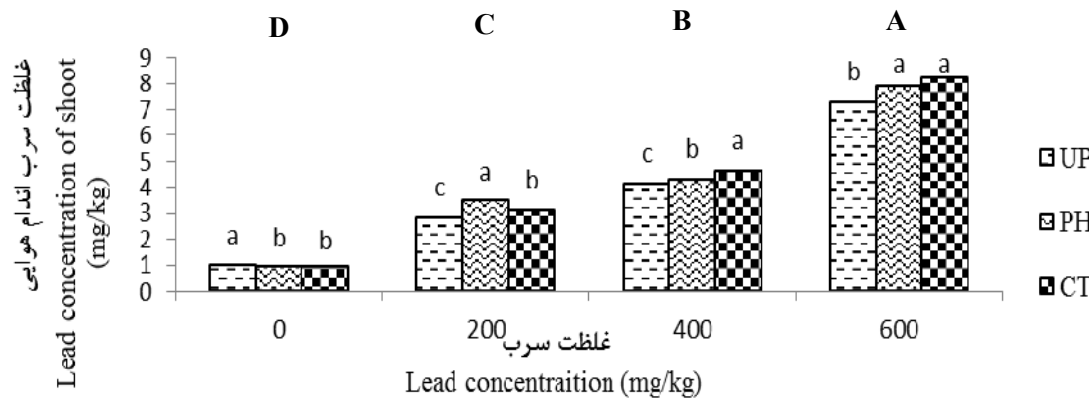 D C B A
غلظت سرب اندام هوایی
Lead concentration of shoot
(mg/kg)
9
8
7
6
5
4
3
2
1
0
a b b
c a b
c b a
b a a
UP
PH
CT
0 200 400 600
غلظت سرب
Lead concentraition (mg/kg)